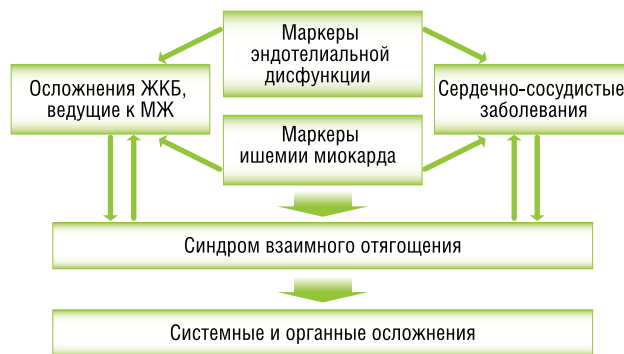 Маркеры
эндотелиальной
дисфункции
Осложнения ЖКБ,
ведущие к МЖ
Сердечно-сосудистые
заболевания
Маркеры
ишемии миокарда
Синдром взаимного отягощения
Системные и органные осложнения